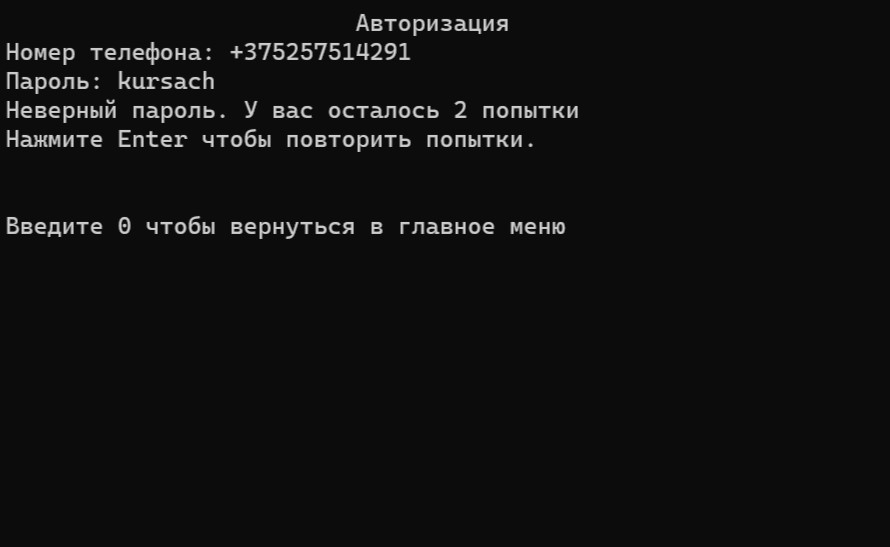 Авторизация
Номер телефона: +375257514291
Пароль: kursach
Неверный пароль. У вас осталось 2 попытки
Нажмите Enter чтобы повторить попытки.
Введите 0 чтобы вернуться в главное меню